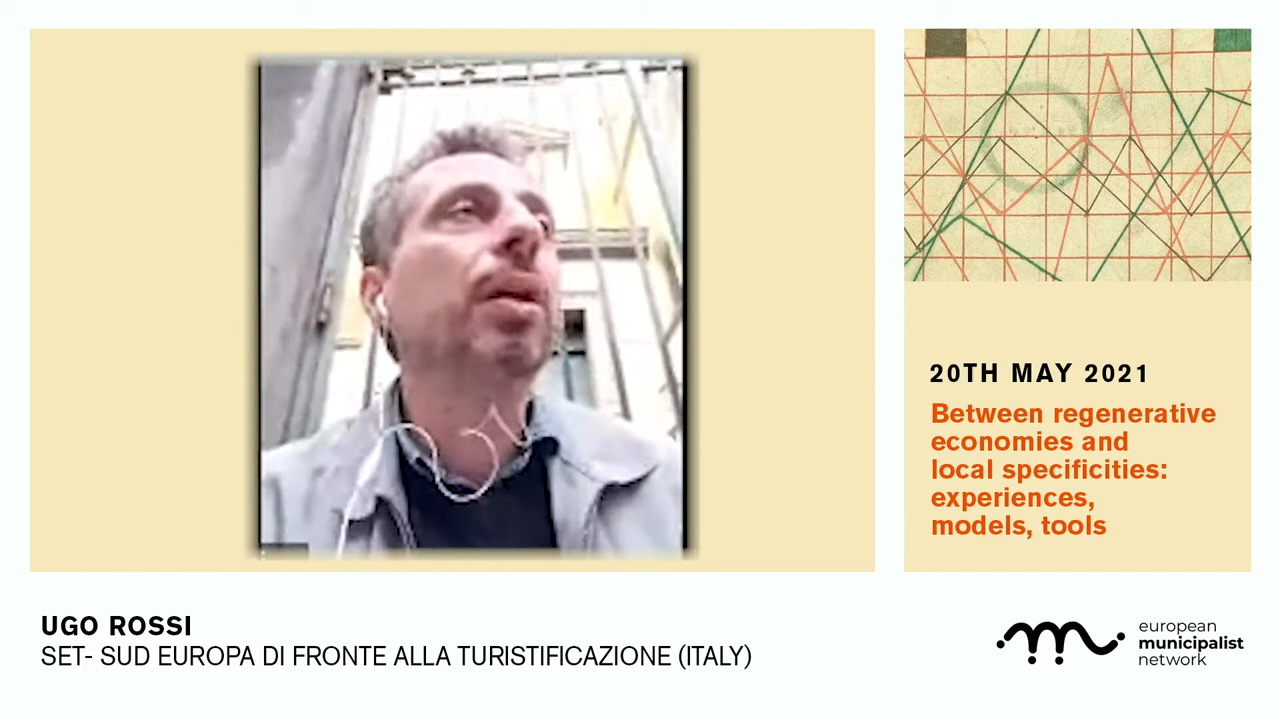 20TH MAY 2021
Between regenerative
economies and
local specificities:
experiences,
models, tools
UGO ROSSI
SET- SUD EUROPA DI FRONTE ALLA TURISTIFICAZIONE (ITALY)
european
municipalist
network